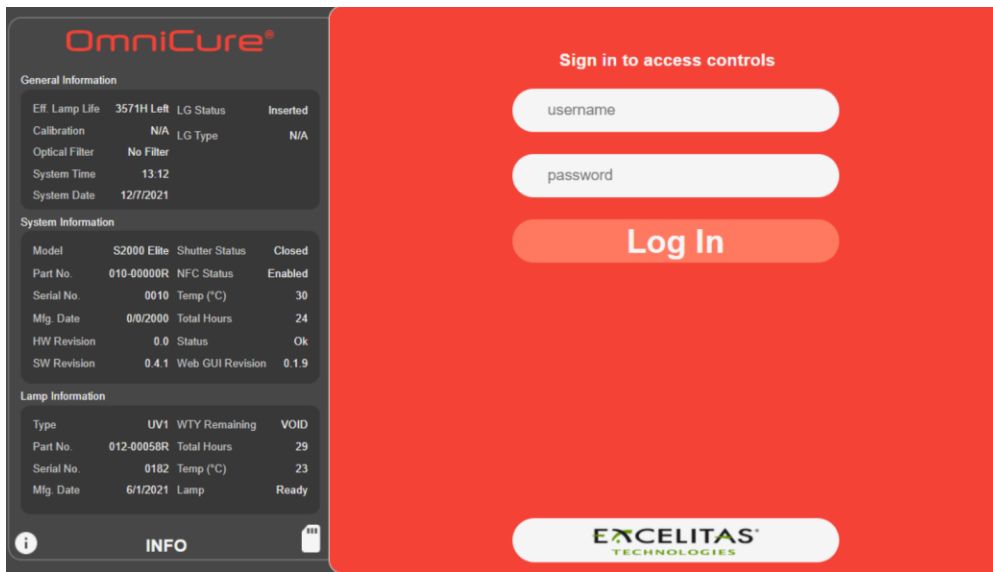 OmniCure®
General Information
Eff. Lamp Life 3571H Left LG Status Inserted
Calibration N/A LG Type N/A
Optical Filter No Filter
System Time 13:12
System Date 12/7/2021
System Information
Model S2000 Elite Shutter Status Closed
Part No. 010-00000R NFC Status Enabled
Serial No. 0010 Temp (°C) 30
Mfg. Date 0/0/2000 Total Hours 24
HW Revision 0.0 Status Ok
SW Revision 0.4.1 Web GUI Revision 0.1.9
Lamp Information
Type UV1 WTY Remaining VOID
Part No. 012-00058R Total Hours 29
Serial No. 0182 Temp (°C) 23
Mfg. Date 6/1/2021 Lamp Ready
i INFO
Sign in to access controls
username
password
Log In
EXCELITAS®
TECHNOLOGIES